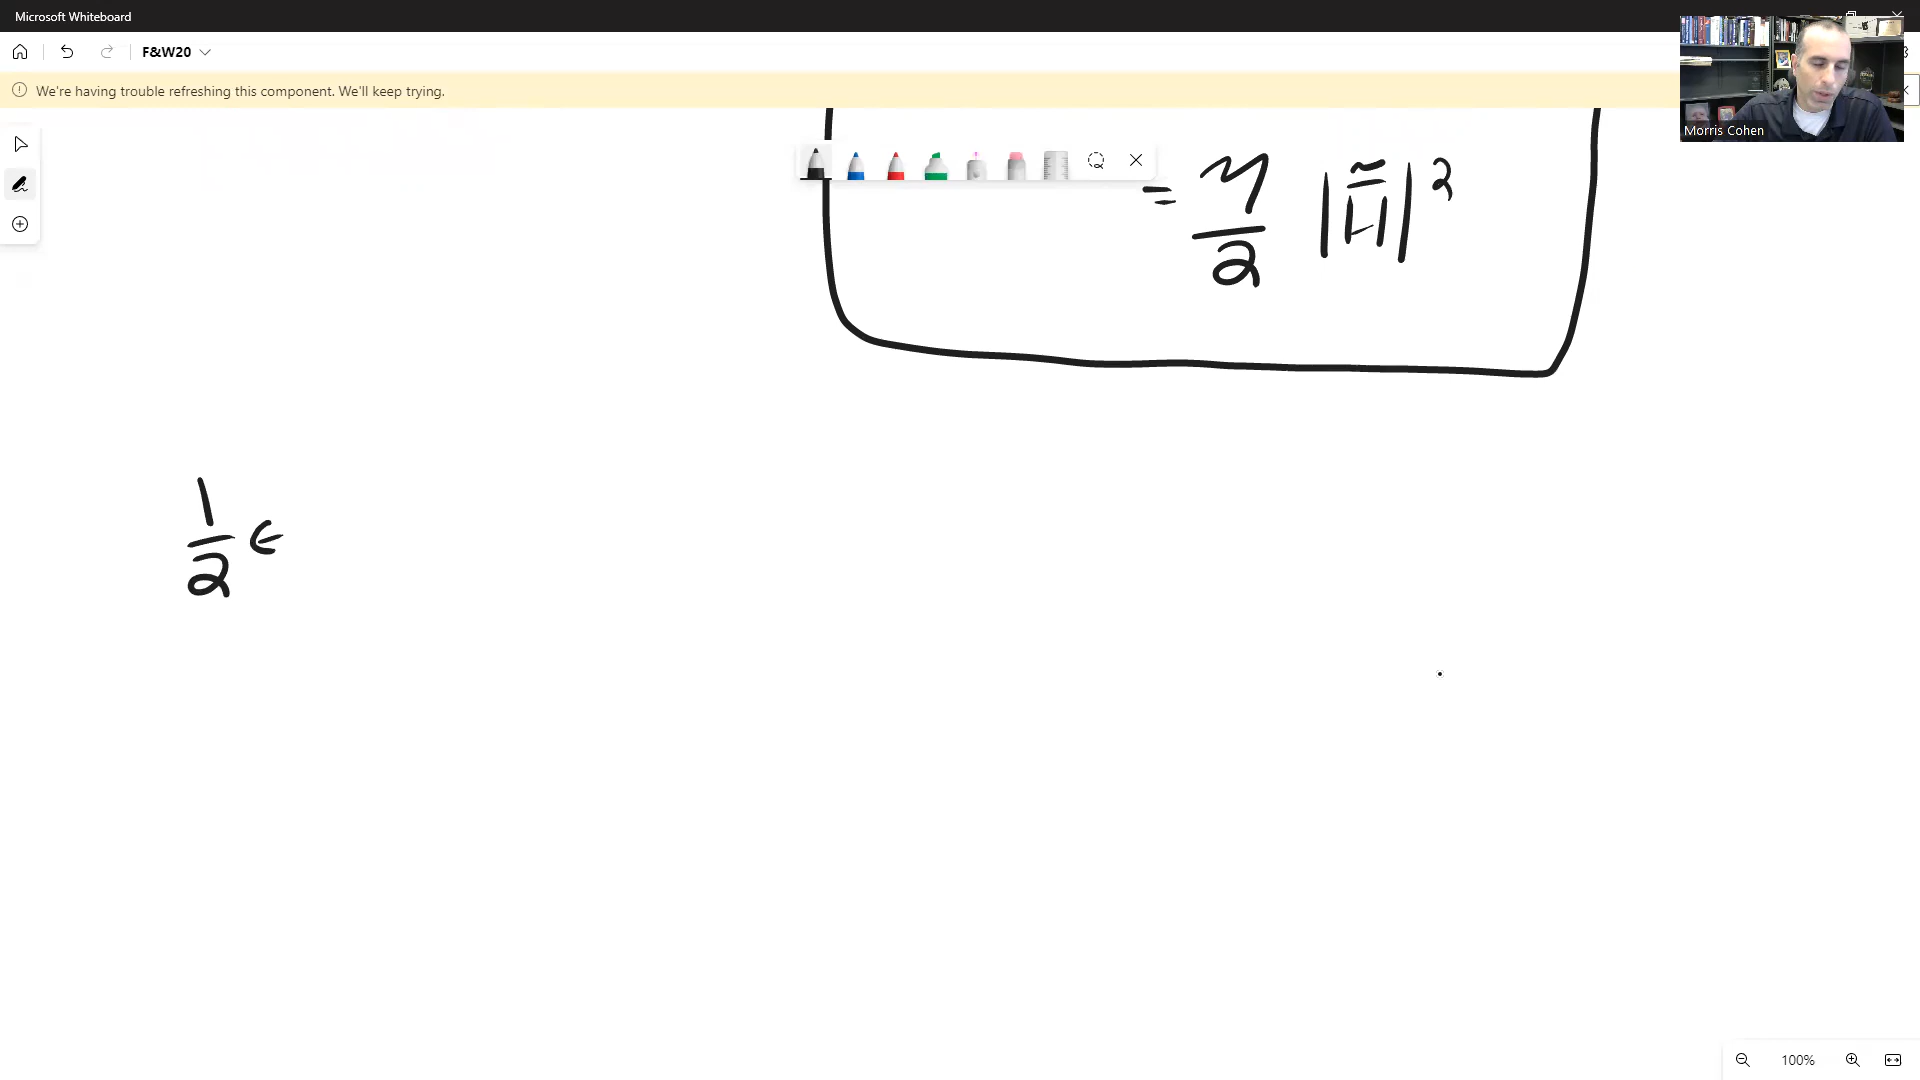 Microsoft Whiteboard
F&W20
We're having trouble refreshing this component. We'll keep trying.
Morris Cohen
= η/2 |H̃|²
1/2 ε
100%